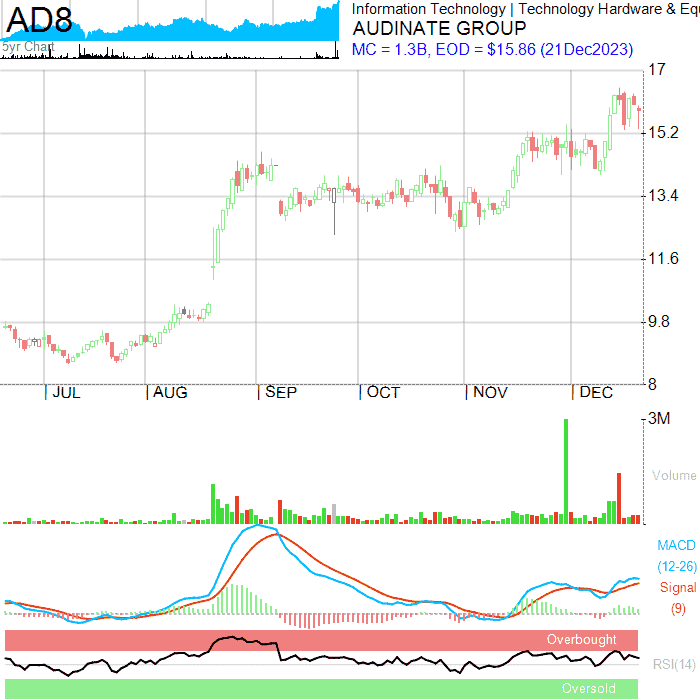 AD8
5yr Chart
Information Technology | Technology Hardware & Equ
AUDINATE GROUP
MC = 1.3B, EOD = $15.86 (21Dec2023)
17
15.2
13.4
11.6
9.8
8
JUL AUG SEP OCT NOV DEC
3M
Volume
MACD
(12-26)
Signal
(9)
Overbought
RSI(14)
Oversold